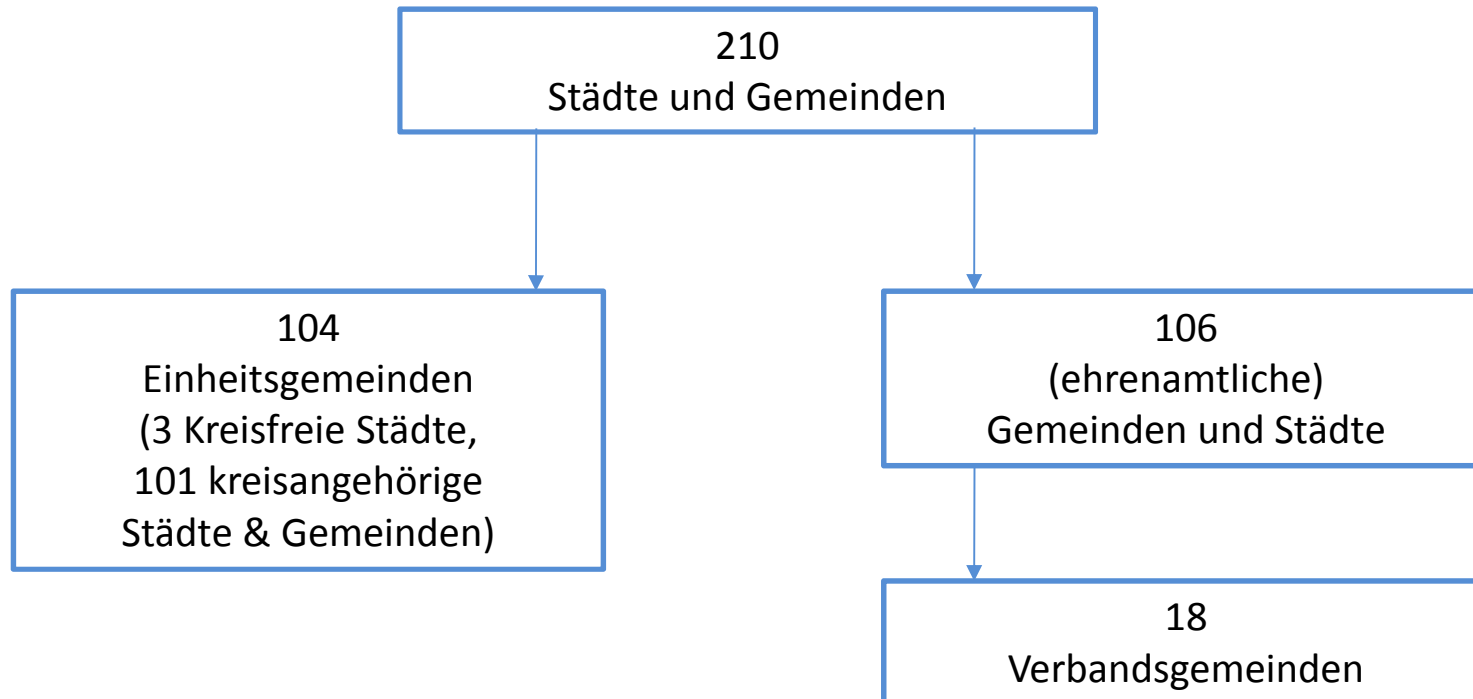 210
Städte und Gemeinden
104
Einheitsgemeinden
(3 Kreisfreie Städte,
101 kreisangehörige
Städte & Gemeinden)
106
(ehrenamtliche)
Gemeinden und Städte
18
Verbandsgemeinden